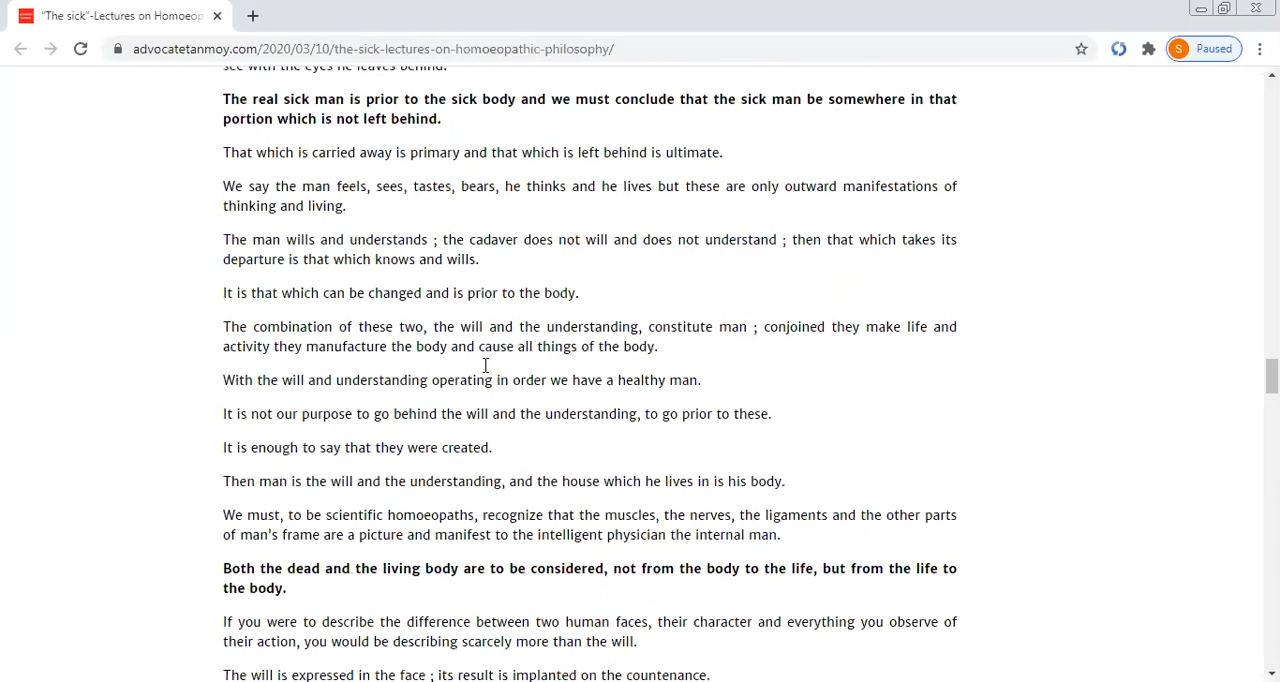 "The sick"-Lectures on Homoeop
advocatetanmoy.com/2020/03/10/the-sick-lectures-on-homoeopathic-philosophy/
S Paused
see with the eyes he leaves behind.
The real sick man is prior to the sick body and we must conclude that the sick man be somewhere in that
portion which is not left behind.
That which is carried away is primary and that which is left behind is ultimate.
We say the man feels, sees, tastes, bears, he thinks and he lives but these are only outward manifestations of
thinking and living.
The man wills and understands ; the cadaver does not will and does not understand ; then that which takes its
departure is that which knows and wills.
It is that which can be changed and is prior to the body.
The combination of these two, the will and the understanding, constitute man ; conjoined they make life and
activity they manufacture the body and cause all things of the body.
With the will and understanding operating in order we have a healthy man.
It is not our purpose to go behind the will and the understanding, to go prior to these.
It is enough to say that they were created.
Then man is the will and the understanding, and the house which he lives in is his body.
We must, to be scientific homoeopaths, recognize that the muscles, the nerves, the ligaments and the other parts
of man's frame are a picture and manifest to the intelligent physician the internal man.
Both the dead and the living body are to be considered, not from the body to the life, but from the life to
the body.
If you were to describe the difference between two human faces, their character and everything you observe of
their action, you would be describing scarcely more than the will.
The will is expressed in the face ; its result is implanted on the countenance.